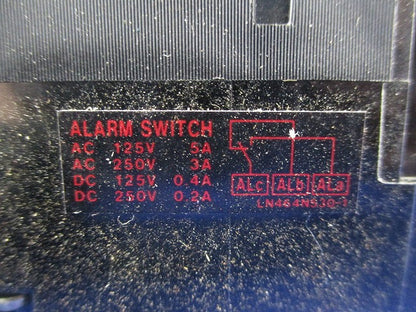 ALARM SWITCH
AC 125V 5A
AC 250V 3A
DC 125V 0.4A
DC 250V 0.2A
ALc ALb ALa